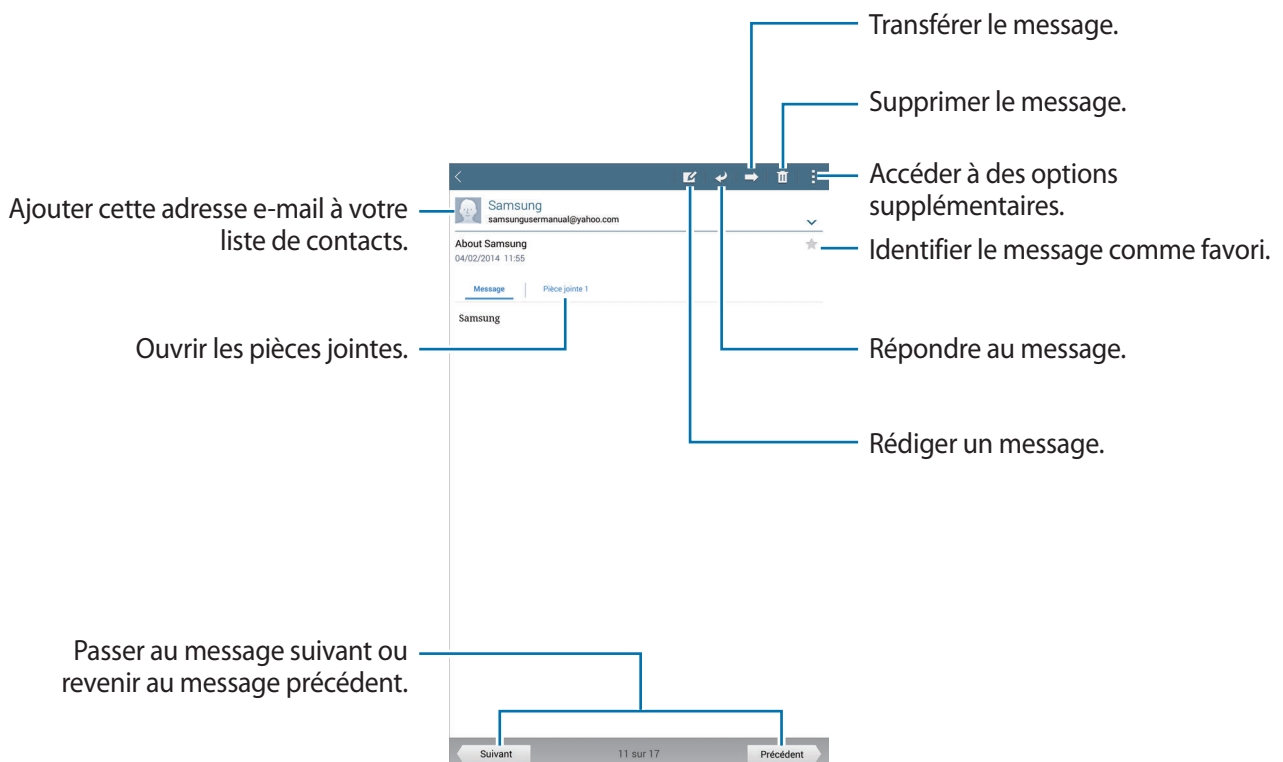 Transférer le message.
Supprimer le message.
Accéder à des options
supplémentaires.
Ajouter cette adresse e-mail à votre
liste de contacts.
Samsung
samsungusermanual@yahoo.com
About Samsung
04/02/2014 11:55
Identifier le message comme favori.
Message
Pièce jointe 1
Samsung
Ouvrir les pièces jointes.
Répondre au message.
Rédiger un message.
Passer au message suivant ou
revenir au message précédent.
Suivant
11 sur 17
Précédent